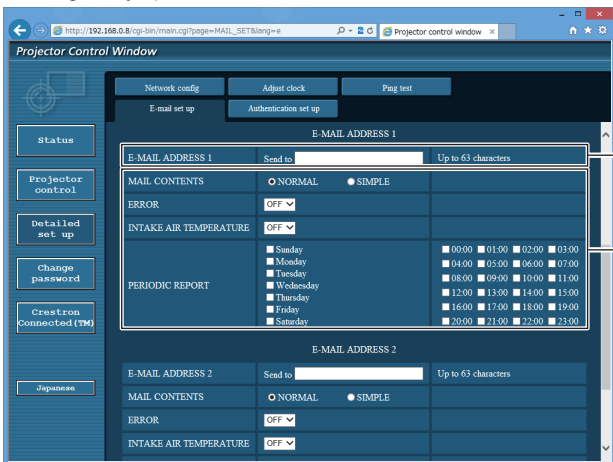 http://192.168.0.8/cgi-bin/main.cgi?page=MAIL_SET&lang=e
Projector control window
Projector Control Window
Network config Adjust clock Ping test
E-mail set up Authentication set up
Status
Projector control
Detailed set up
Change password
Crestron Connected(TM)
Japanese
E-MAIL ADDRESS 1
E-MAIL ADDRESS 1 Send to Up to 63 characters
MAIL CONTENTS NORMAL SIMPLE
ERROR OFF
INTAKE AIR TEMPERATURE OFF
PERIODIC REPORT
Sunday
Monday
Tuesday
Wednesday
Thursday
Friday
Saturday
00:00 01:00 02:00 03:00
04:00 05:00 06:00 07:00
08:00 09:00 10:00 11:00
12:00 13:00 14:00 15:00
16:00 17:00 18:00 19:00
20:00 21:00 22:00 23:00
E-MAIL ADDRESS 2
E-MAIL ADDRESS 2 Send to Up to 63 characters
MAIL CONTENTS NORMAL SIMPLE
ERROR OFF
INTAKE AIR TEMPERATURE OFF